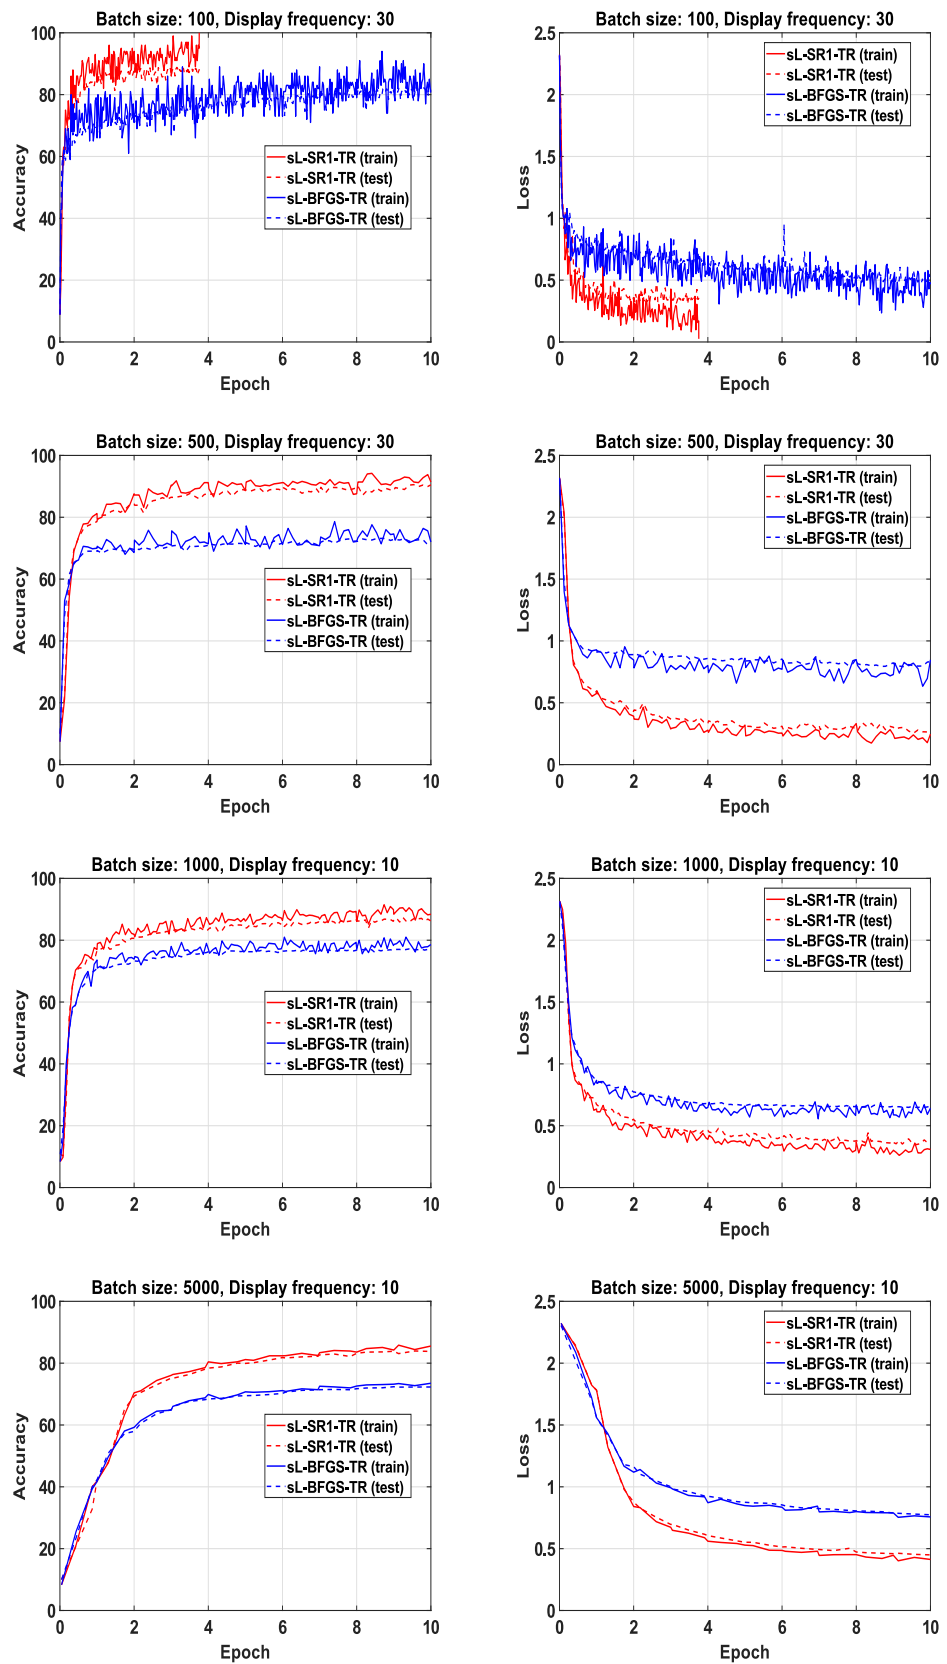 Batch size: 100, Display frequency: 30
100
80
60
40
20
0
Accuracy
sL-SR1-TR (train)
sL-SR1-TR (test)
sL-BFGS-TR (train)
sL-BFGS-TR (test)
0 2 4 6 8 10
Epoch
Batch size: 100, Display frequency: 30
2.5
2
1.5
1
0.5
0
Loss
sL-SR1-TR (train)
sL-SR1-TR (test)
sL-BFGS-TR (train)
sL-BFGS-TR (test)
0 2 4 6 8 10
Epoch
Batch size: 500, Display frequency: 30
100
80
60
40
20
0
Accuracy
sL-SR1-TR (train)
sL-SR1-TR (test)
sL-BFGS-TR (train)
sL-BFGS-TR (test)
0 2 4 6 8 10
Epoch
Batch size: 500, Display frequency: 30
2.5
2
1.5
1
0.5
0
Loss
sL-SR1-TR (train)
sL-SR1-TR (test)
sL-BFGS-TR (train)
sL-BFGS-TR (test)
0 2 4 6 8 10
Epoch
Batch size: 1000, Display frequency: 10
100
80
60
40
20
0
Accuracy
sL-SR1-TR (train)
sL-SR1-TR (test)
sL-BFGS-TR (train)
sL-BFGS-TR (test)
0 2 4 6 8 10
Epoch
Batch size: 1000, Display frequency: 10
2.5
2
1.5
1
0.5
0
Loss
sL-SR1-TR (train)
sL-SR1-TR (test)
sL-BFGS-TR (train)
sL-BFGS-TR (test)
0 2 4 6 8 10
Epoch
Batch size: 5000, Display frequency: 10
100
80
60
40
20
0
Accuracy
sL-SR1-TR (train)
sL-SR1-TR (test)
sL-BFGS-TR (train)
sL-BFGS-TR (test)
0 2 4 6 8 10
Epoch
Batch size: 5000, Display frequency: 10
2.5
2
1.5
1
0.5
0
Loss
sL-SR1-TR (train)
sL-SR1-TR (test)
sL-BFGS-TR (train)
sL-BFGS-TR (test)
0 2 4 6 8 10
Epoch